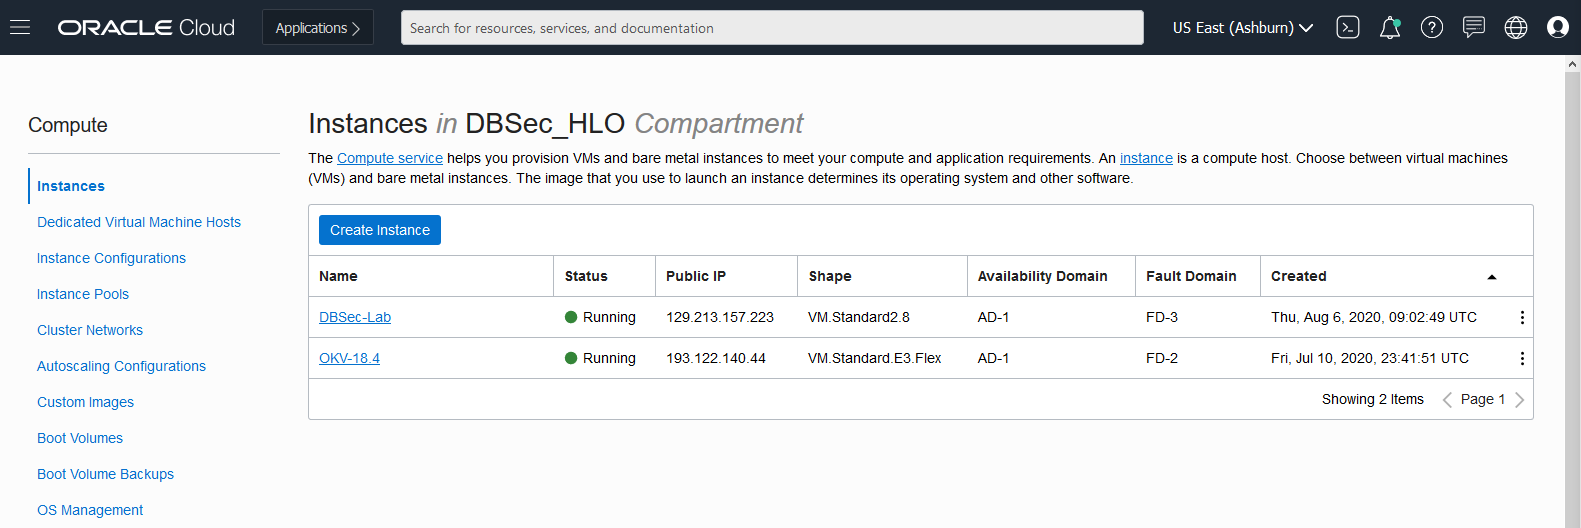 ORACLE Cloud
Applications
Search for resources, services, and documentation
US East (Ashburn)
Compute
Instances
Dedicated Virtual Machine Hosts
Instance Configurations
Instance Pools
Cluster Networks
Autoscaling Configurations
Custom Images
Boot Volumes
Boot Volume Backups
OS Management
Instances in DBSec_HLO Compartment
The Compute service helps you provision VMs and bare metal instances to meet your compute and application requirements. An instance is a compute host. Choose between virtual machines
(VMs) and bare metal instances. The image that you use to launch an instance determines its operating system and other software.
Create Instance
Name Status Public IP Shape Availability Domain Fault Domain Created
DBSec-Lab Running 129.213.157.223 VM.Standard2.8 AD-1 FD-3 Thu, Aug 6, 2020, 09:02:49 UTC
OKV-18.4 Running 193.122.140.44 VM.Standard.E3.Flex AD-1 FD-2 Fri, Jul 10, 2020, 23:41:51 UTC
Showing 2 Items Page 1